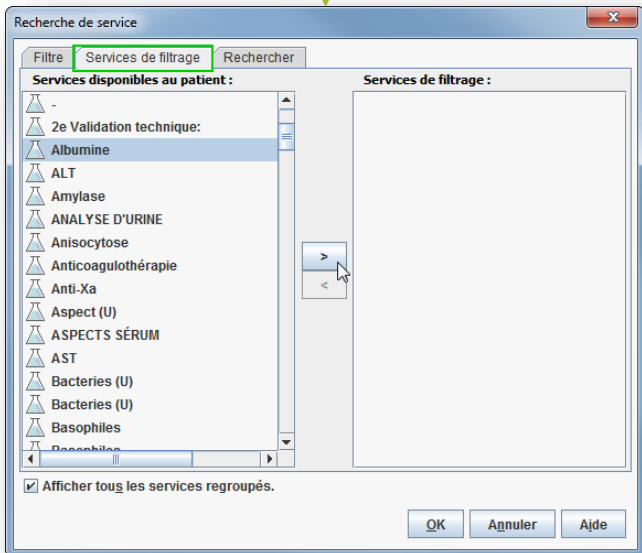 Recherche de service
x
Filtre Services de filtrage Rechercher
Services disponibles au patient : Services de filtrage :
-
2e Validation technique:
Albumine
ALT
Amylase
ANALYSE D'URINE
Anisocytose
Anticoagulothérapie
Anti-Xa
Aspect (U)
ASPECTS SÉRUM
AST
Bacteries (U)
Bacteries (U)
Basophiles
Basophiles
>
<
Afficher tous les services regroupés.
OK Annuler Aide